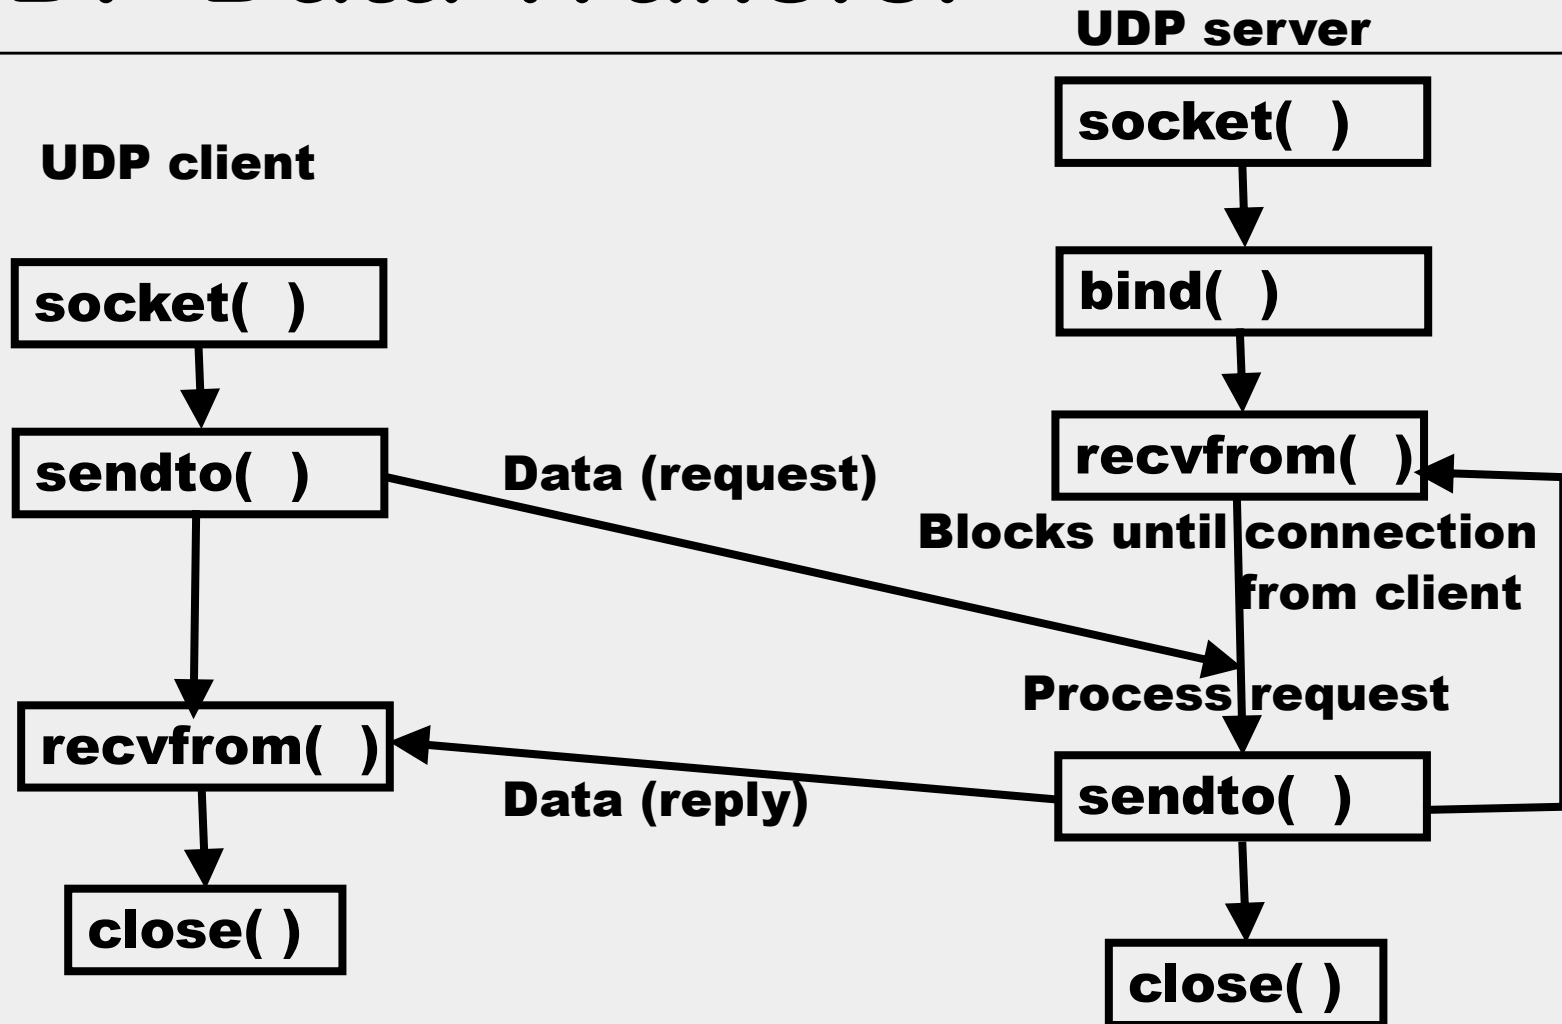 UDP server
socket(  )
UDP client
bind(  )
socket(  )
recvfrom(  )
sendto(  )
Data (request)
Blocks until connection
from client
Process request
recvfrom(  )
Data (reply)
sendto(  )
close( )
close( )